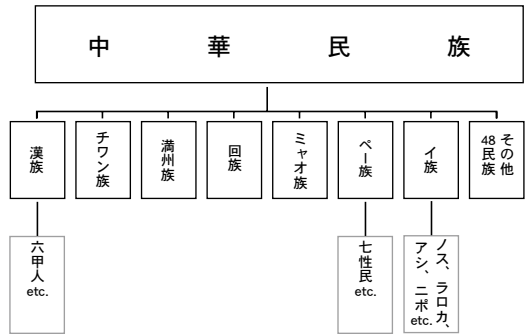 中華民族
漢族
チワン族
満州族
回族
ミャオ族
ペー族
イ族
その他
48民族
六甲人
etc.
七性民
etc.
ノス、ラロカ、
アシ、ニポ
etc.